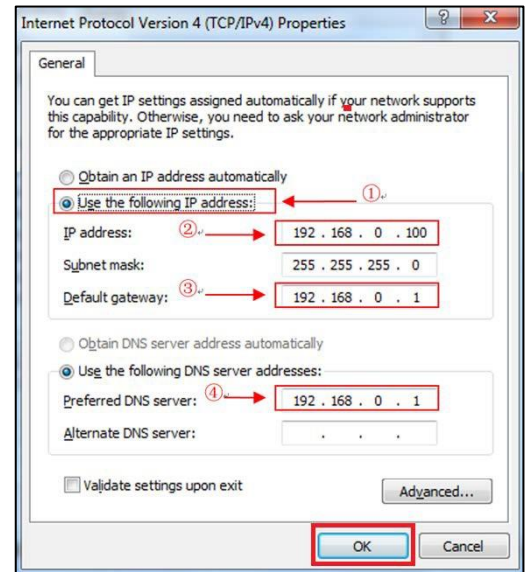 Internet Protocol Version 4 (TCP/IPv4) Properties
General
You can get IP settings assigned automatically if your network supports
this capability. Otherwise, you need to ask your network administrator
for the appropriate IP settings.
Obtain an IP address automatically
Use the following IP address: ①
IP address: ② 192 . 168 . 0 . 100
Subnet mask: 255 . 255 . 255 . 0
Default gateway: ③ 192 . 168 . 0 . 1
Obtain DNS server address automatically
Use the following DNS server addresses:
Preferred DNS server: ④ 192 . 168 . 0 . 1
Alternate DNS server: . . .
Validate settings upon exit
Advanced...
OK Cancel